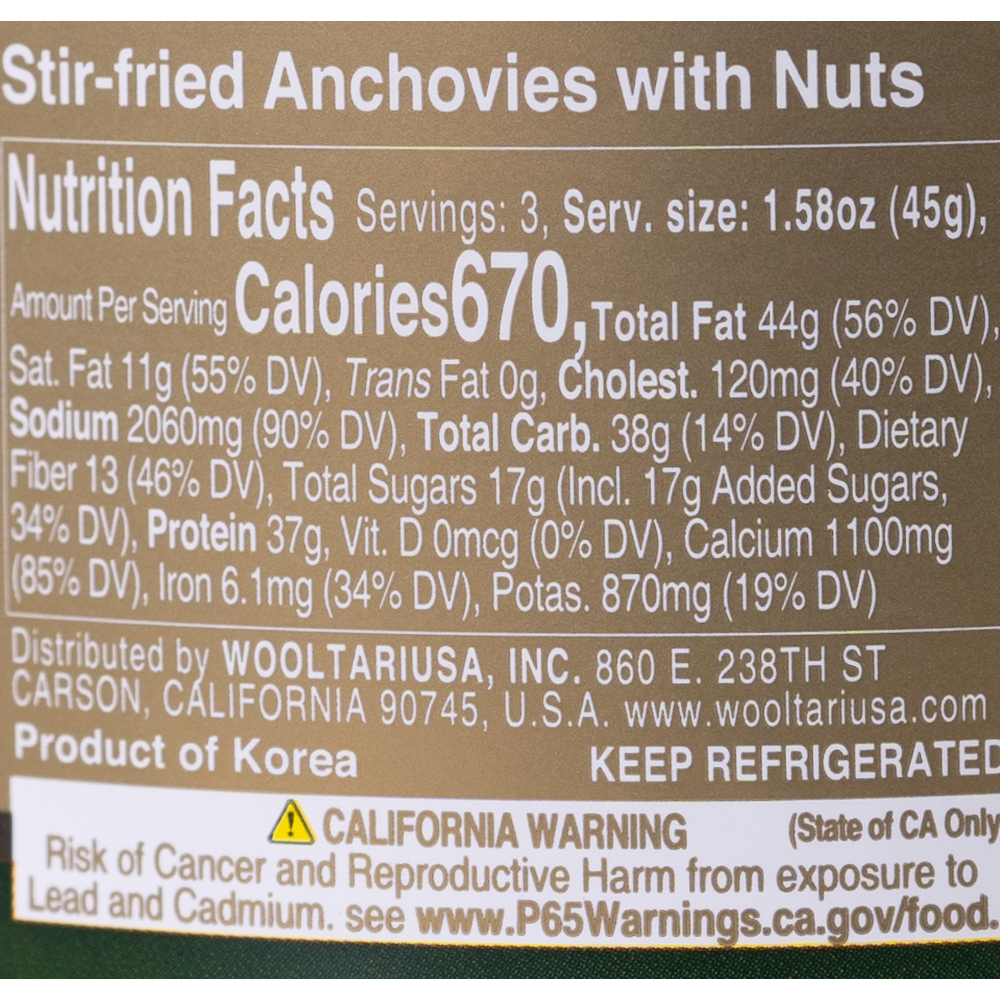 Stir-fried Anchovies with Nuts
Nutrition Facts Servings: 3, Serv. size: 1.58oz (45g),
Amount Per Serving Calories670, Total Fat 44g (56% DV),
Sat. Fat 11g (55% DV), Trans Fat 0g, Cholest. 120mg (40% DV),
Sodium 2060mg (90% DV), Total Carb. 38g (14% DV), Dietary
Fiber 13 (46% DV), Total Sugars 17g (Incl. 17g Added Sugars,
34% DV), Protein 37g, Vit. D 0mcg (0% DV), Calcium 1100mg
(85% DV), Iron 6.1mg (34% DV), Potas. 870mg (19% DV)
Distributed by WOOLTARIUSA, INC. 860 E. 238TH ST
CARSON, CALIFORNIA 90745, U.S.A. www.wooltariusa.com
Product of Korea KEEP REFRIGERATED
CALIFORNIA WARNING (State of CA Only
Risk of Cancer and Reproductive Harm from exposure to
Lead and Cadmium. see www.P65Warnings.ca.gov/food.